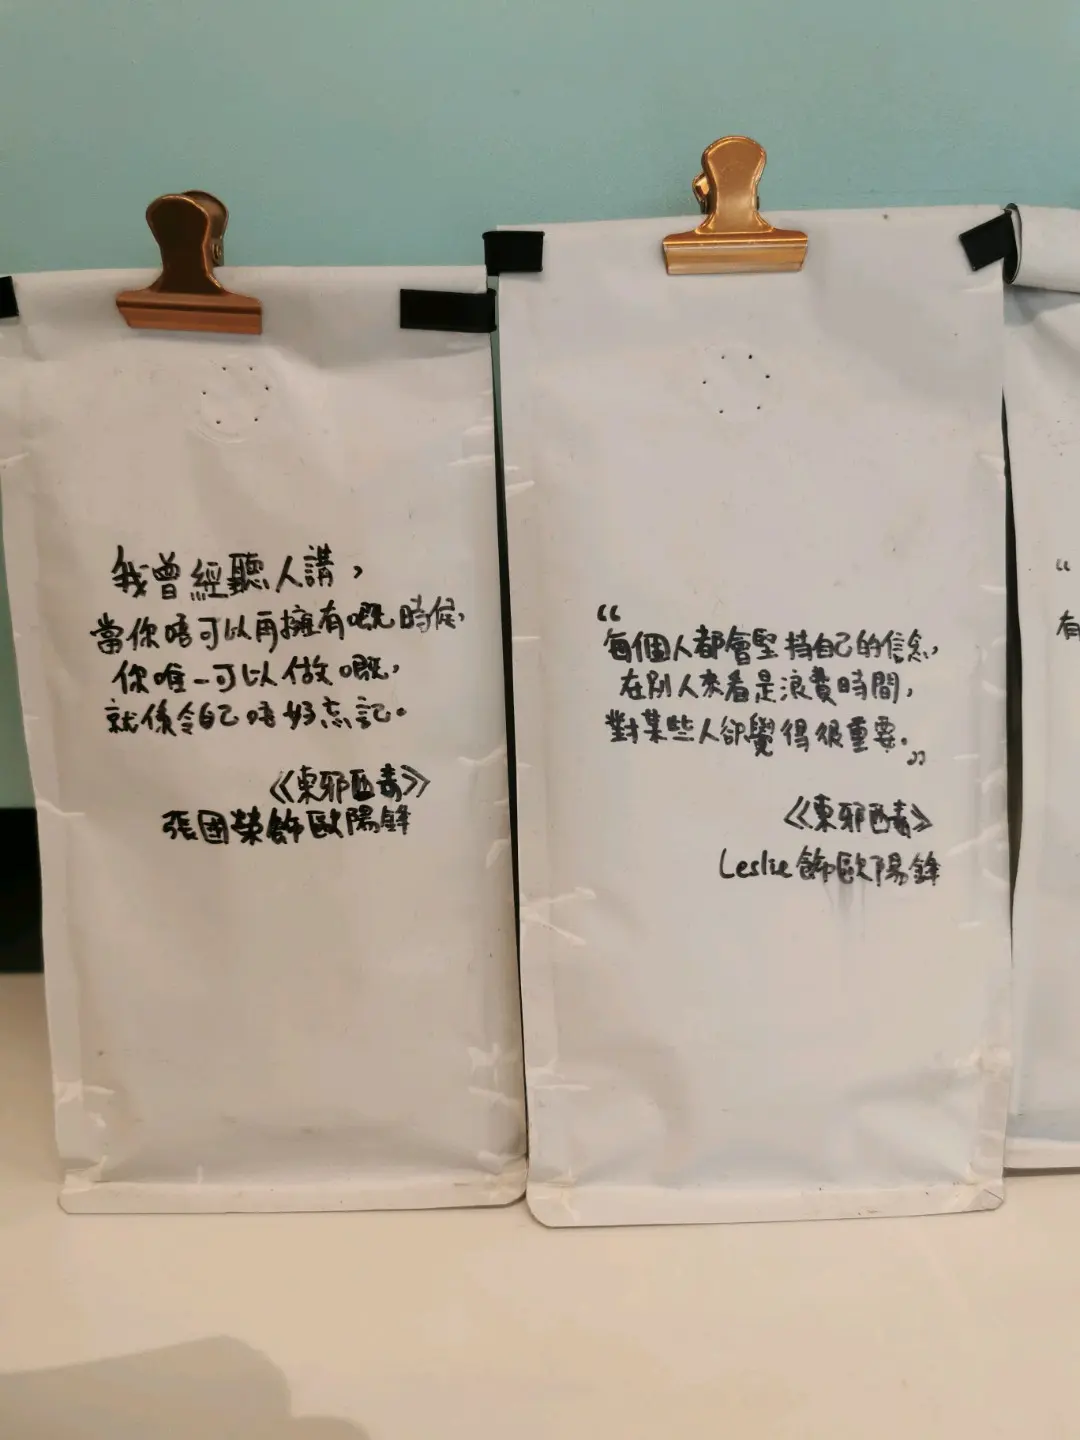 我曾經聽人講，
當你唔可以再擁有嘅時候，
你唯一可以做嘅，
就係令自己唔好忘記。
《東邪西毒》
張國榮飾歐陽鋒
“
每個人都會堅持自己的信念，
在別人來看是浪費時間，
對某些人卻覺得很重要。”
《東邪西毒》
Leslie飾歐陽鋒
“
有